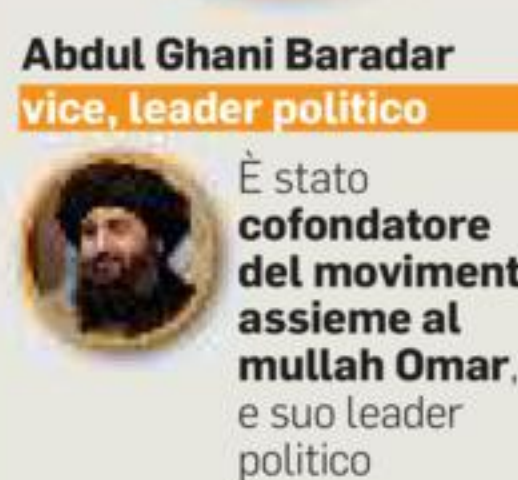 Abdul Ghani Baradar
vice, leader politico
È stato
cofondatore
del moviment
assieme al
mullah Omar,
e suo leader
politico